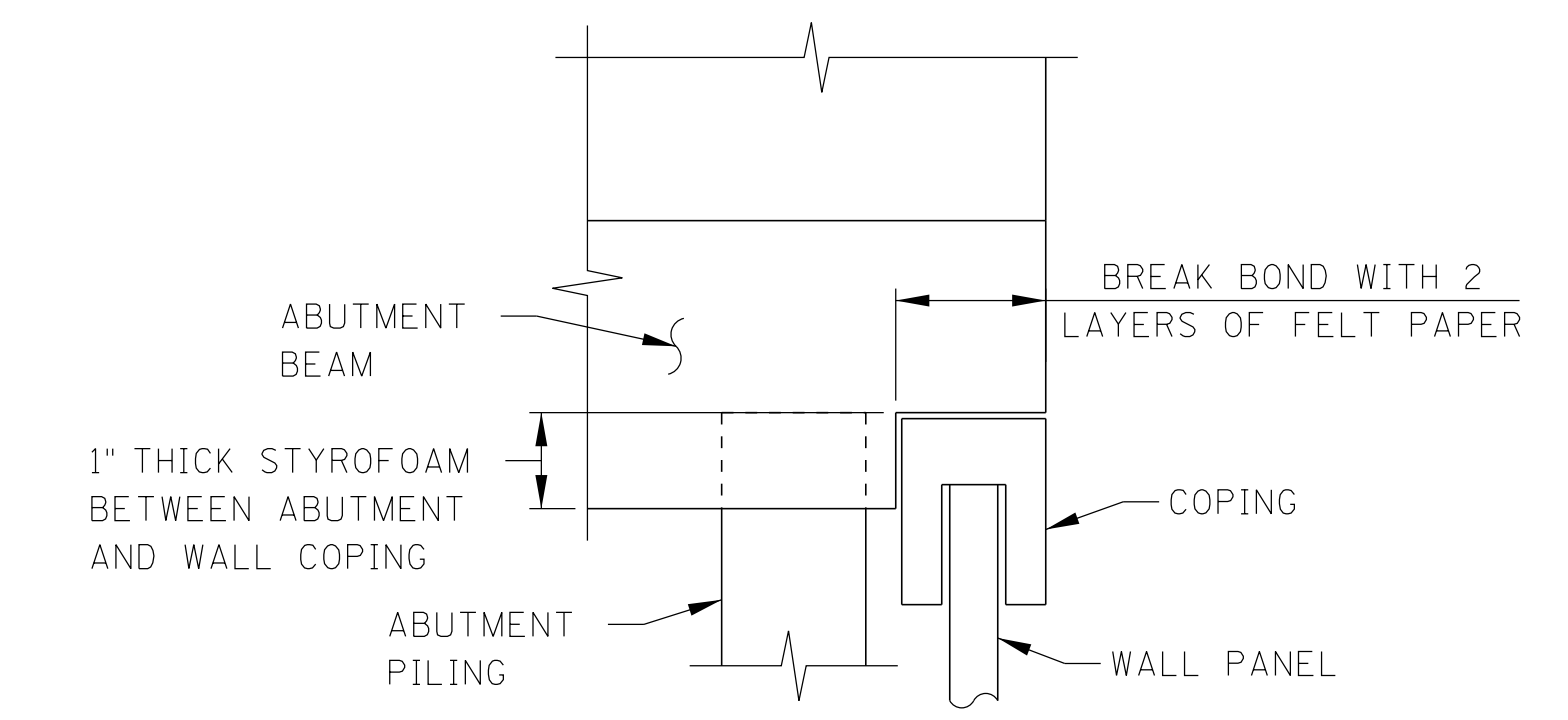 BREAK BOND WITH 2
LAYERS OF FELT PAPER
ABUTMENT
BEAM
1" THICK STYROFOAM
BETWEEN ABUTMENT
AND WALL COPING
COPING
ABUTMENT
PILING
WALL PANEL